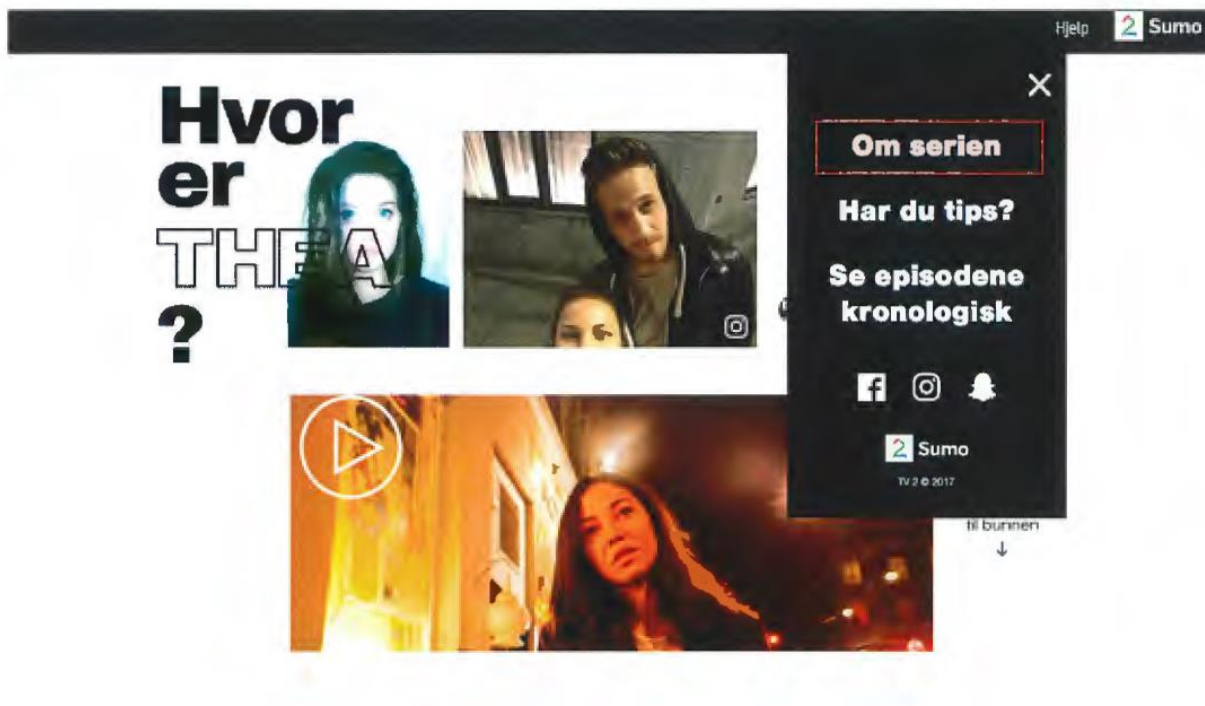 Hjelp
2 Sumo
Hvor
er
THEA
?
Om serien
Har du tips?
Se episodene
kronologisk
2 Sumo
TV 2 © 2017
til bunnen
↓